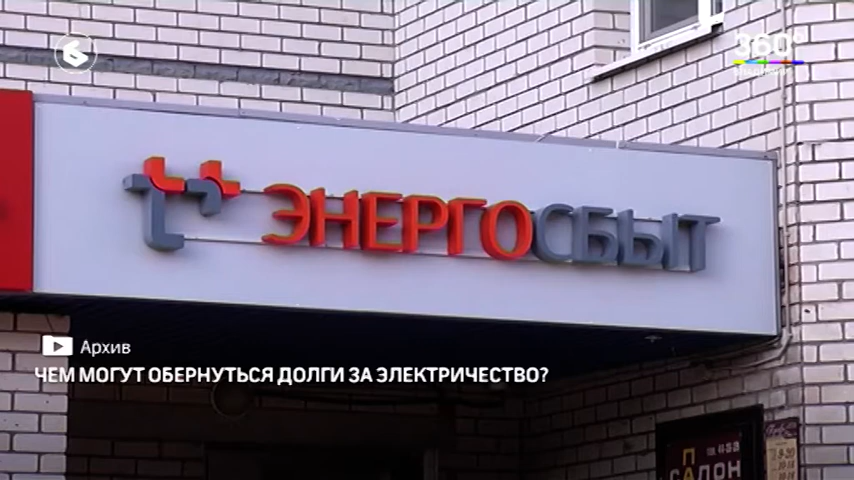 360°
ЭНЕРГОСБЫТ
Архив
ЧЕМ МОГУТ ОБЕРНУТЬСЯ ДОЛГИ ЗА ЭЛЕКТРИЧЕСТВО?
САЛОН